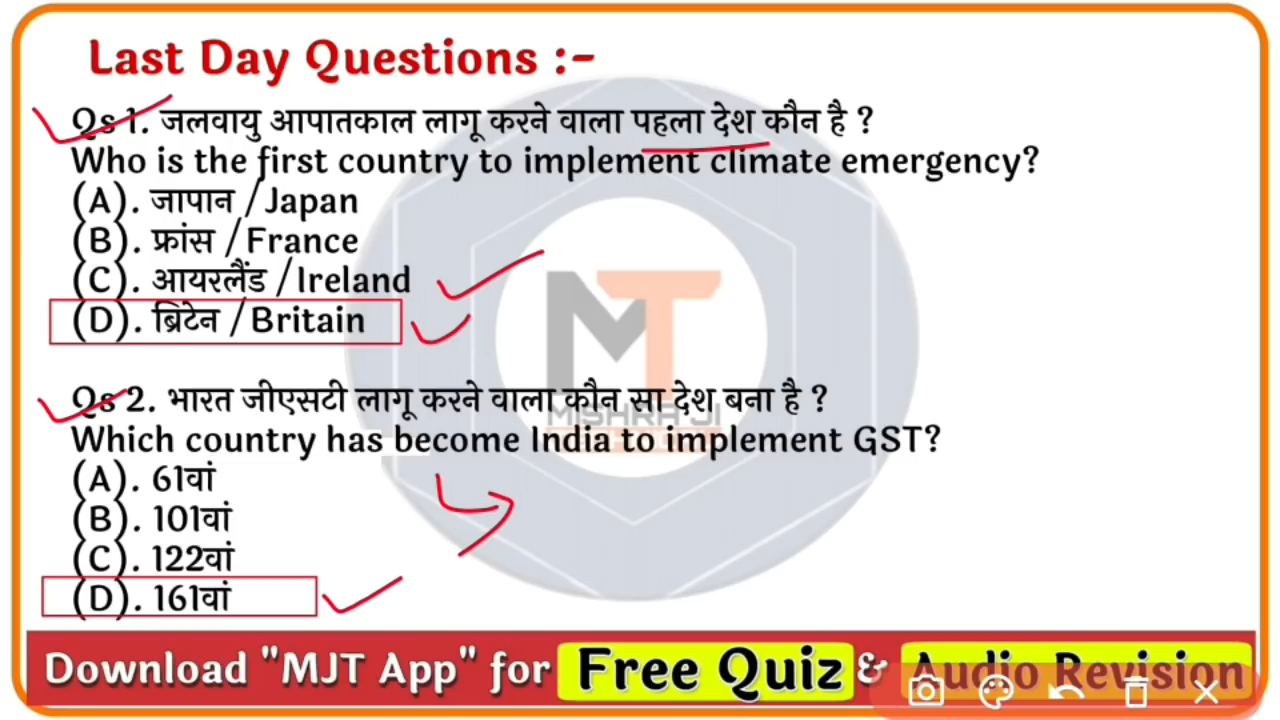 Last Day Questions :-
Qs 1. जलवायु आपातकाल लागू करने वाला पहला देश कौन है ?
Who is the first country to implement climate emergency?
(A). जापान /Japan
(B). फ्रांस /France
(C). आयरलैंड /Ireland
(D). ब्रिटेन /Britain
Qs 2. भारत जीएसटी लागू करने वाला कौन सा देश बना है ?
MISHRA JI
Which country has become India to implement GST?
(A). 61वां
(B). 101वां
(C). 122वां
(D). 161वां
Download "MJT App" for Free Quiz & Audio Revision